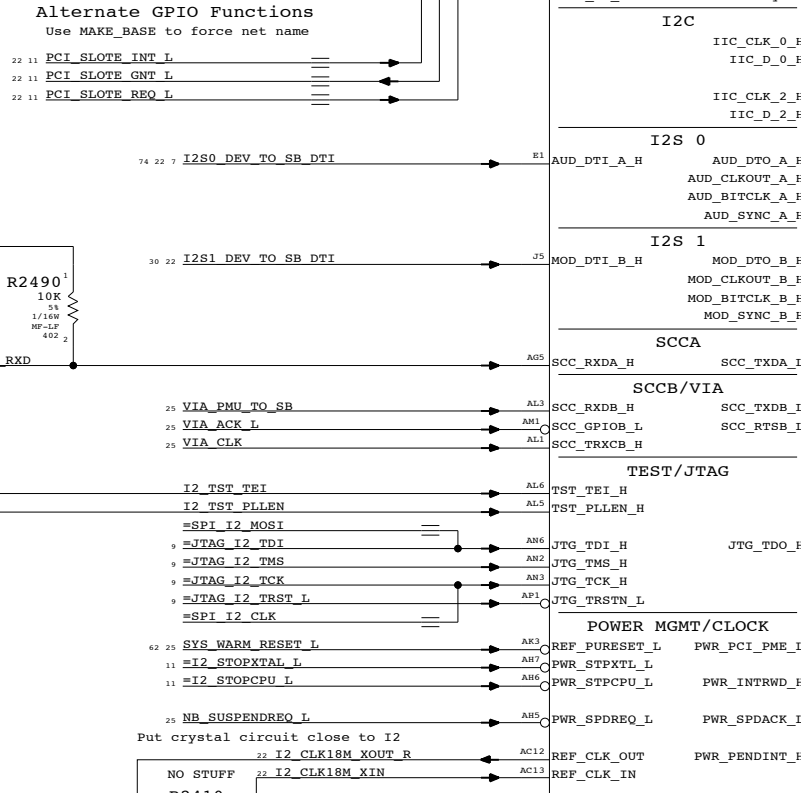 Alternate GPIO Functions
Use MAKE_BASE to force net name
22 11 PCI_SLOTE_INT_L
22 11 PCI_SLOTE_GNT_L
22 11 PCI_SLOTE_REQ_L
I2C
IIC_CLK_0_H
IIC_D_0_H
IIC_CLK_2_H
IIC_D_2_H
I2S 0
74 22 7 I2S0_DEV_TO_SB_DTI E1 AUD_DTI_A_H AUD_DTO_A_H
AUD_CLKOUT_A_H
AUD_BITCLK_A_H
AUD_SYNC_A_H
I2S 1
30 22 I2S1_DEV_TO_SB_DTI J5 MOD_DTI_B_H MOD_DTO_B_H
MOD_CLKOUT_B_H
MOD_BITCLK_B_H
MOD_SYNC_B_H
R2490 1
10K
5%
1/16W
MF-LF
402 2
SCCA
_RXD AG5 SCC_RXDA_H SCC_TXDA_L
SCCB/VIA
25 VIA_PMU_TO_SB AL3 SCC_RXDB_H SCC_TXDB_L
25 VIA_ACK_L AM1 SCC_GPIOB_L SCC_RTSB_L
25 VIA_CLK AL1 SCC_TRXCB_H
TEST/JTAG
I2_TST_TEI AL6 TST_TEI_H
I2_TST_PLLEN AL5 TST_PLLEN_H
=SPI_I2_MOSI
9 =JTAG_I2_TDI AN6 JTG_TDI_H JTG_TDO_H
9 =JTAG_I2_TMS AN2 JTG_TMS_H
9 =JTAG_I2_TCK AN3 JTG_TCK_H
9 =JTAG_I2_TRST_L AP1 JTG_TRSTN_L
=SPI_I2_CLK
POWER MGMT/CLOCK
62 25 SYS_WARM_RESET_L AK3 REF_PURESET_L PWR_PCI_PME_L
11 =I2_STOPXTAL_L AH7 PWR_STPXTL_L
11 =I2_STOPCPU_L AH6 PWR_STPCPU_L PWR_INTRWD_H
25 NB_SUSPENDREQ_L AH5 PWR_SPDREQ_L PWR_SPDACK_L
Put crystal circuit close to I2
22 I2_CLK18M_XOUT_R AC12 REF_CLK_OUT PWR_PENDINT_H
NO STUFF 22 I2_CLK18M_XIN AC13 REF_CLK_IN